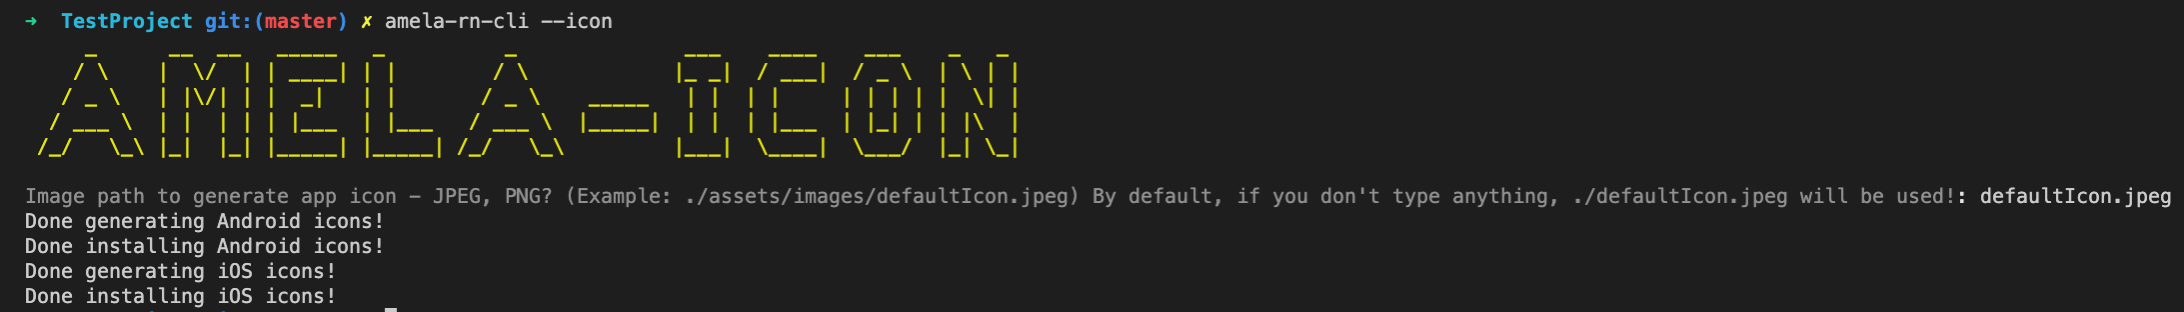 ➜  TestProject git:(master) ✗ amela-rn-cli --icon
AMELA-ICON
Image path to generate app icon - JPEG, PNG? (Example: ./assets/images/defaultIcon.jpeg) By default, if you don't type anything, ./defaultIcon.jpeg will be used!: defaultIcon.jpeg
Done generating Android icons!
Done installing Android icons!
Done generating iOS icons!
Done installing iOS icons!